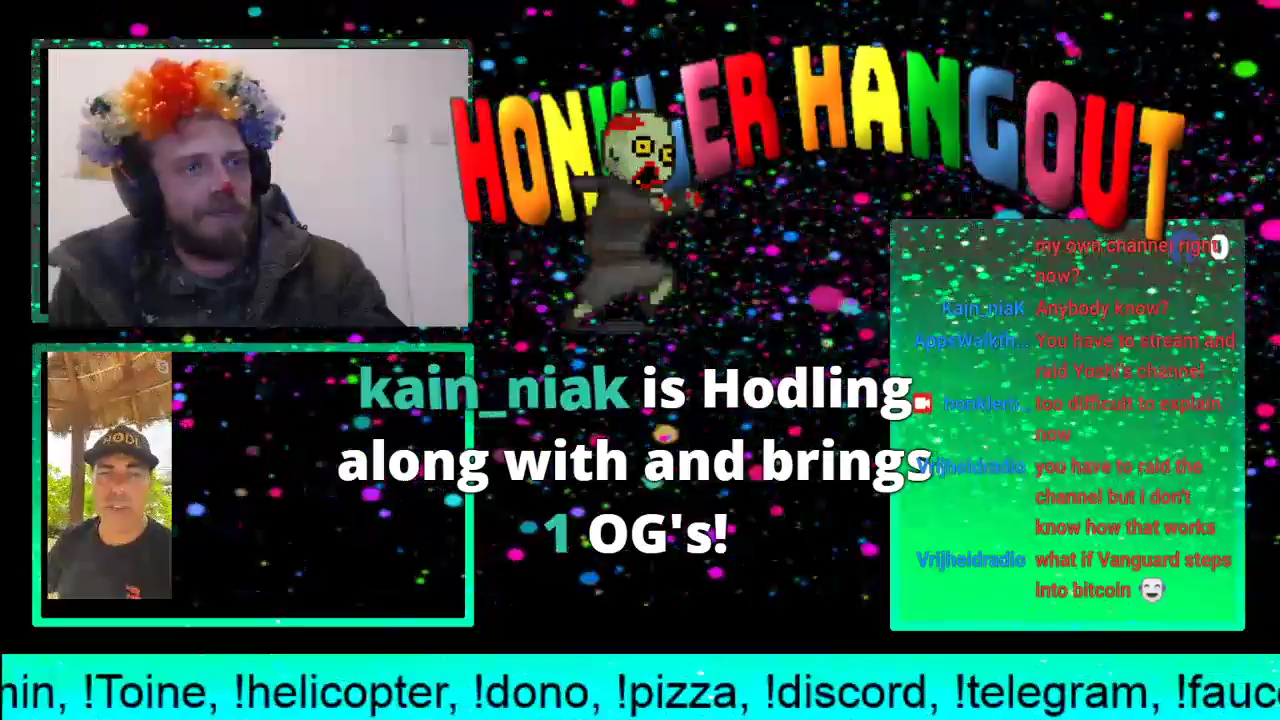 HONKLER HANGOUT
HODL
kain_niak is Hodling
along with and brings
1 OG's!
my own channel right
now?
Kain_niaK Anybody know?
AppsWalkth... You have to stream and
raid Yoshi's channel
honklern... too difficult to explain
now
Vrijheidradio you have to raid the
channel but i don't
know how that works
Vrijheidradio what if Vanguard steps
into bitcoin
!Toine, !helicopter, !dono, !pizza, !discord, !telegram,